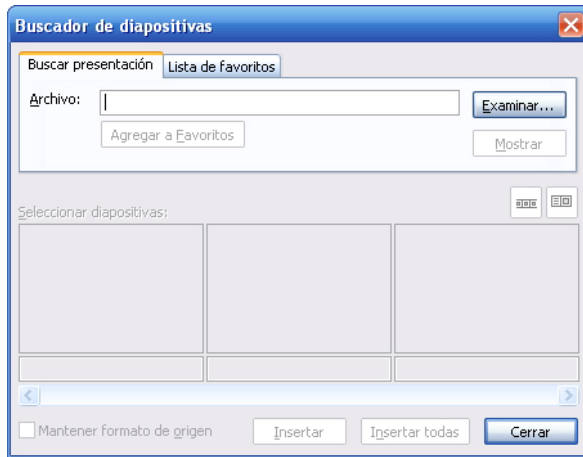 Buscador de diapositivas
Buscar presentación Lista de favoritos
Archivo: Examinar...
Agregar a Favoritos Mostrar
Seleccionar diapositivas:
Mantener formato de origen Insertar Insertar todas Cerrar